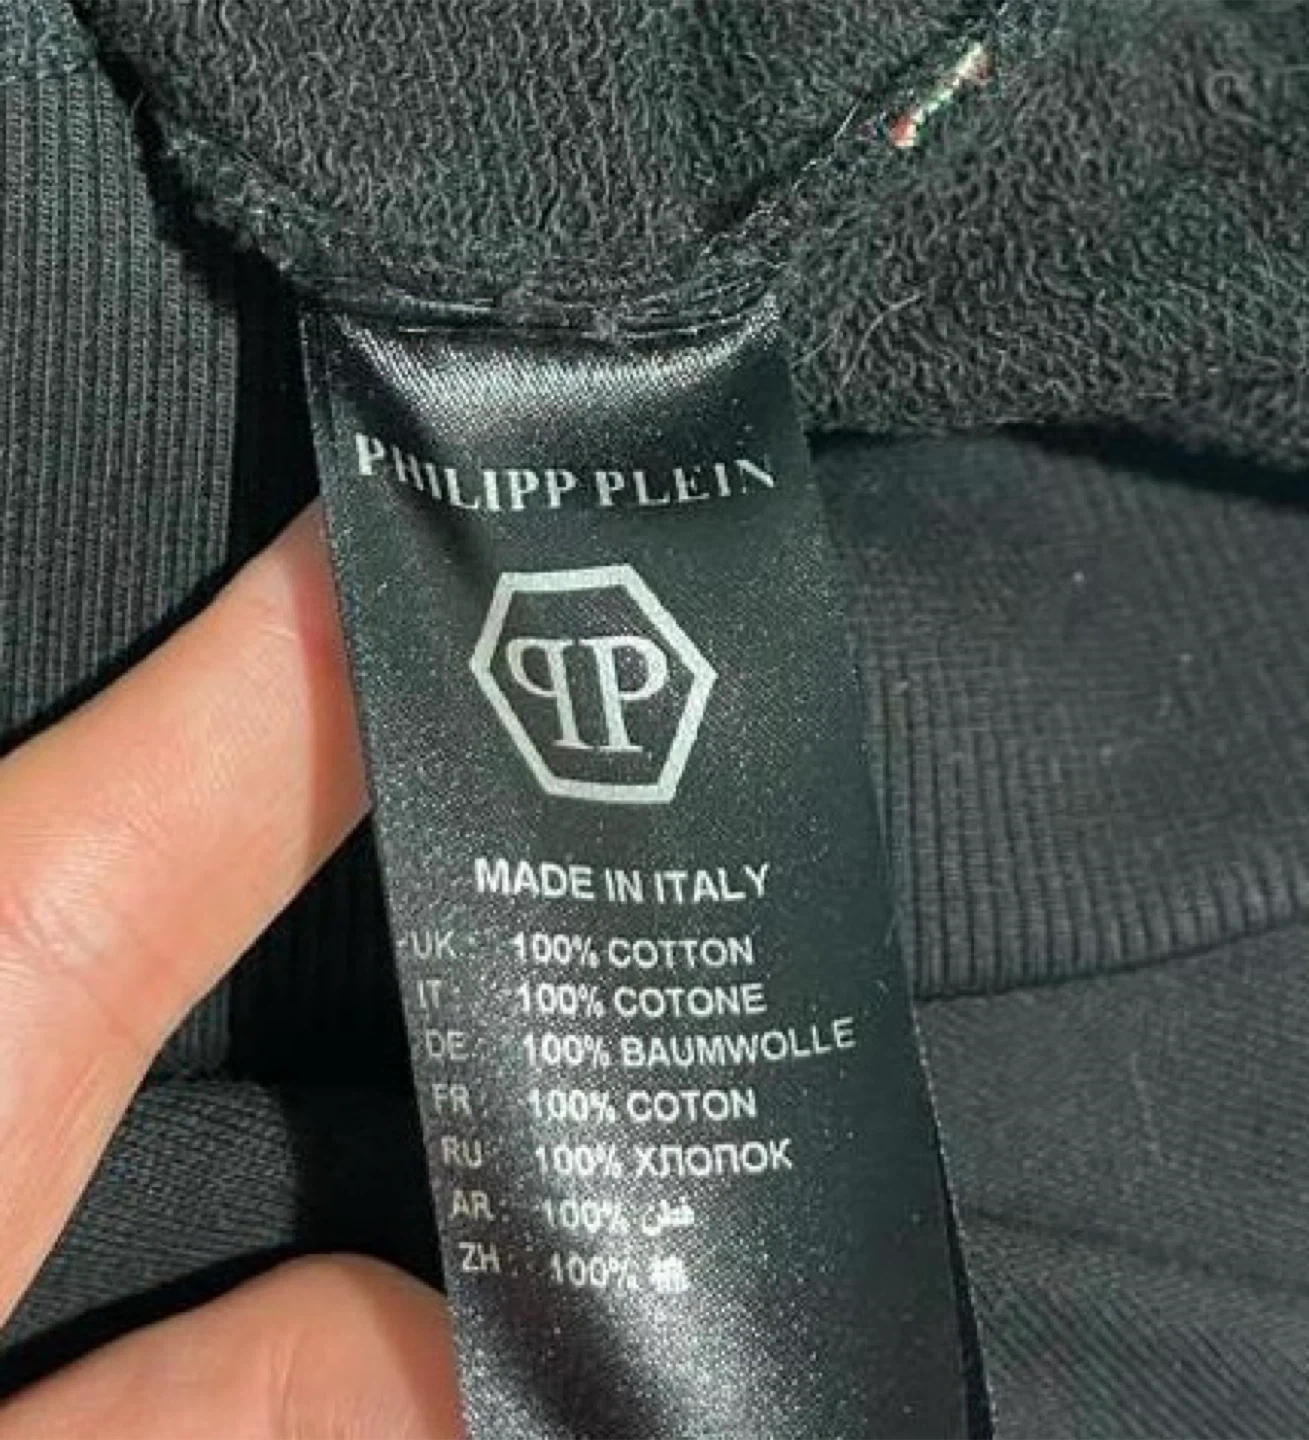 PHILIPP PLEIN
PP
MADE IN ITALY
UK : 100% COTTON
IT : 100% COTONE
DE : 100% BAUMWOLLE
FR : 100% COTON
RU : 100% ХЛОПОК
AR : 100% قطن
ZH : 100% 棉